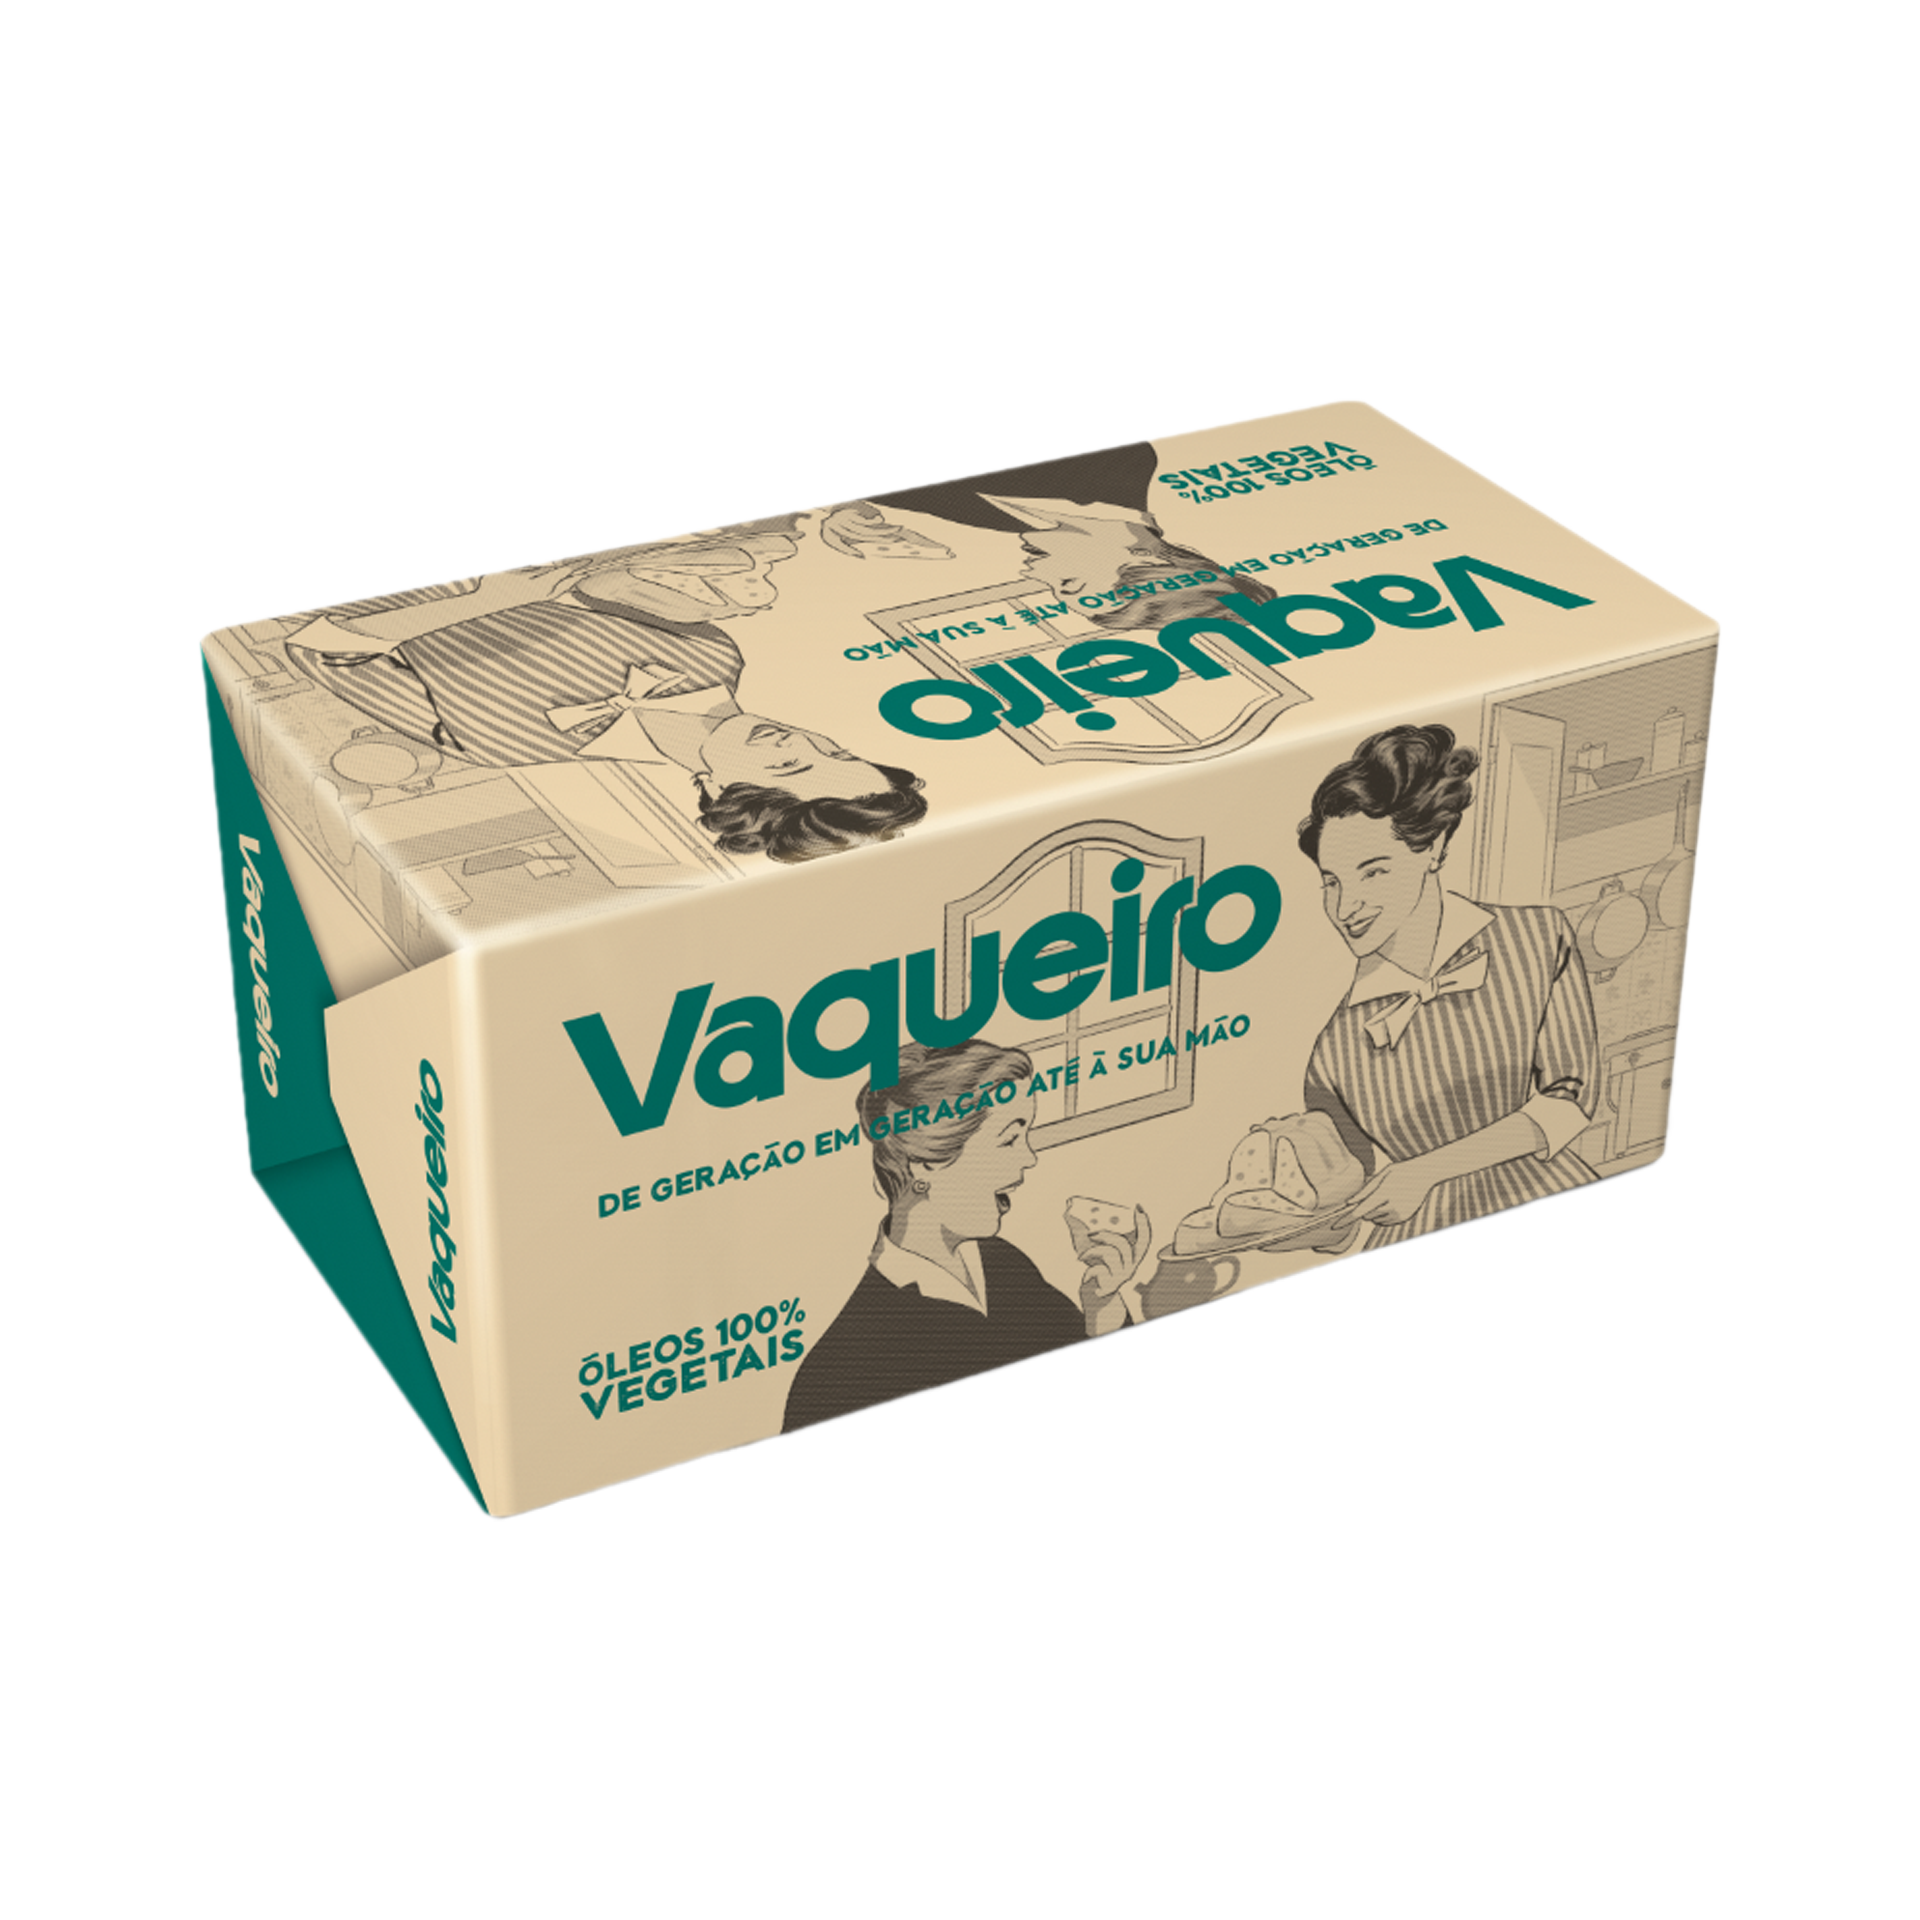 ÓLEOS 100%
VEGETAIS
DE GERAÇÃO EM GERAÇÃO ATÉ À SUA MÃO
Vaqueiro
Vaqueiro
DE GERAÇÃO EM GERAÇÃO ATÉ À SUA MÃO
ÓLEOS 100%
VEGETAIS
Vaqueiro
Vaqueiro